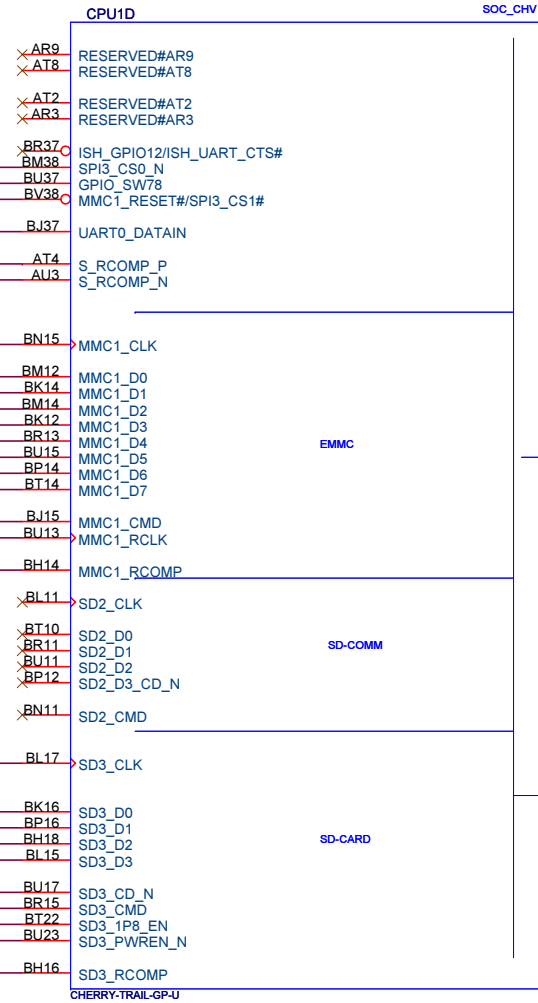 CPU1D SOC_CHV
AR9 RESERVED#AR9
AT8 RESERVED#AT8
AT2 RESERVED#AT2
AR3 RESERVED#AR3
BR37 ISH_GPIO12/ISH_UART_CTS#
BM38 SPI3_CS0_N
BU37 GPIO_SW78
BV38 MMC1_RESET#/SPI3_CS1#
BJ37 UART0_DATAIN
AT4 S_RCOMP_P
AU3 S_RCOMP_N
BN15 MMC1_CLK
BM12 MMC1_D0
BK14 MMC1_D1
BM14 MMC1_D2
BK12 MMC1_D3
BR13 MMC1_D4 EMMC
BU15 MMC1_D5
BP14 MMC1_D6
BT14 MMC1_D7
BJ15 MMC1_CMD
BU13 MMC1_RCLK
BH14 MMC1_RCOMP
BL11 SD2_CLK
BT10 SD2_D0
BR11 SD2_D1 SD-COMM
BU11 SD2_D2
BP12 SD2_D3_CD_N
BN11 SD2_CMD
BL17 SD3_CLK
BK16 SD3_D0
BP16 SD3_D1
BH18 SD3_D2 SD-CARD
BL15 SD3_D3
BU17 SD3_CD_N
BR15 SD3_CMD
BT22 SD3_1P8_EN
BU23 SD3_PWREN_N
BH16 SD3_RCOMP
CHERRY-TRAIL-GP-U